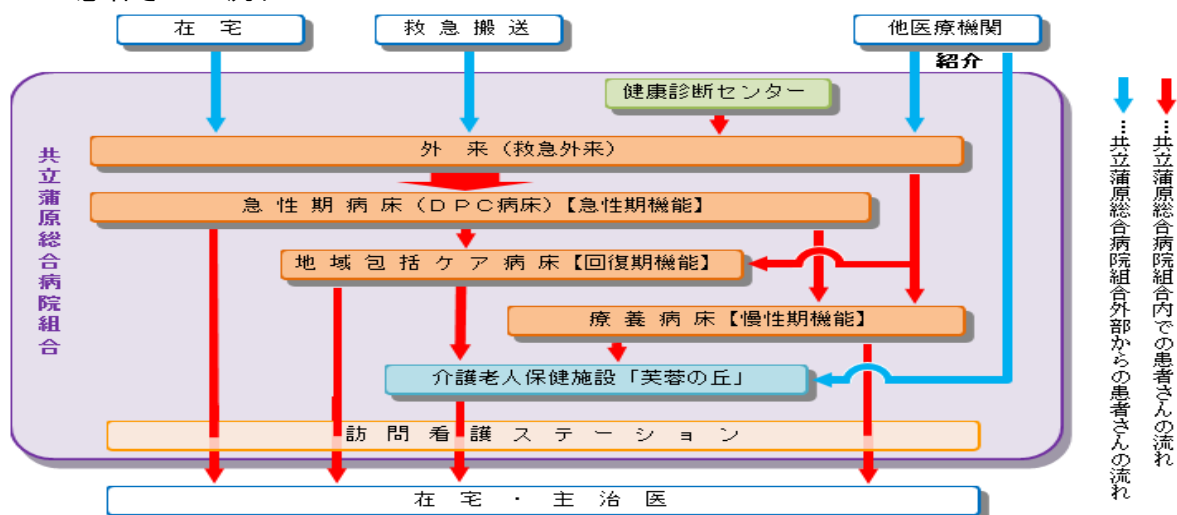 在宅
救急搬送
他医療機関
紹介
健康診断センター
外来（救急外来）
急性期病床（DPC病床）【急性期機能】
地域包括ケア病床【回復期機能】
療養病床【慢性期機能】
介護老人保健施設「芙蓉の丘」
訪問看護ステーション
在宅・主治医
共立蒲原総合病院組合
…共立蒲原総合病院組合内での患者さんの流れ
…共立蒲原総合病院組合外部からの患者さんの流れ